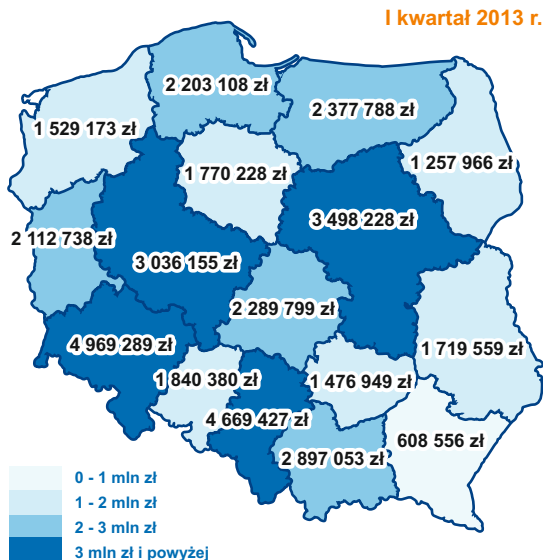 I kwartał 2013 r.
2 203 108 zł
2 377 788 zł
1 529 173 zł
1 770 228 zł
1 257 966 zł
3 498 228 zł
2 112 738 zł
3 036 155 zł
2 289 799 zł
4 969 289 zł
1 719 559 zł
1 840 380 zł
1 476 949 zł
4 669 427 zł
608 556 zł
2 897 053 zł
0 - 1 mln zł
1 - 2 mln zł
2 - 3 mln zł
3 mln zł i powyżej